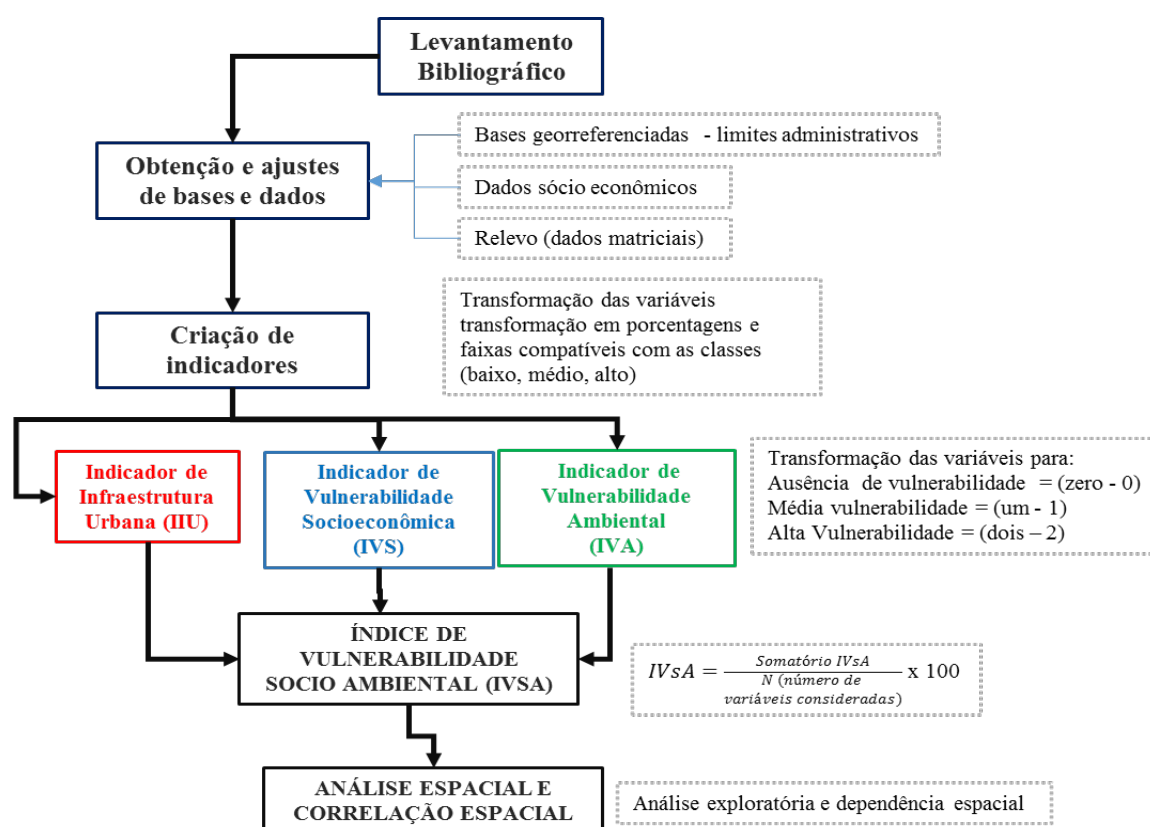 Levantamento
Bibliográfico
Obtenção e ajustes
de bases e dados
Bases georreferenciadas - limites administrativos
Dados sócio econômicos
Relevo (dados matriciais)
Criação de
indicadores
Transformação das variáveis
transformação em porcentagens e
faixas compatíveis com as classes
(baixo, médio, alto)
Indicador de
Infraestrutura
Urbana (IIU)
Indicador de
Vulnerabilidade
Socioeconômica
(IVS)
Indicador de
Vulnerabilidade
Ambiental
(IVA)
Transformação das variáveis para:
Ausência de vulnerabilidade = (zero - 0)
Média vulnerabilidade = (um - 1)
Alta Vulnerabilidade = (dois – 2)
ÍNDICE DE
VULNERABILIDADE
SOCIO AMBIENTAL (IVSA)
Somatório IVsA
IVsA = x 100
N (número de
variáveis consideradas)
ANÁLISE ESPACIAL E
CORRELAÇÃO ESPACIAL
Análise exploratória e dependência espacial